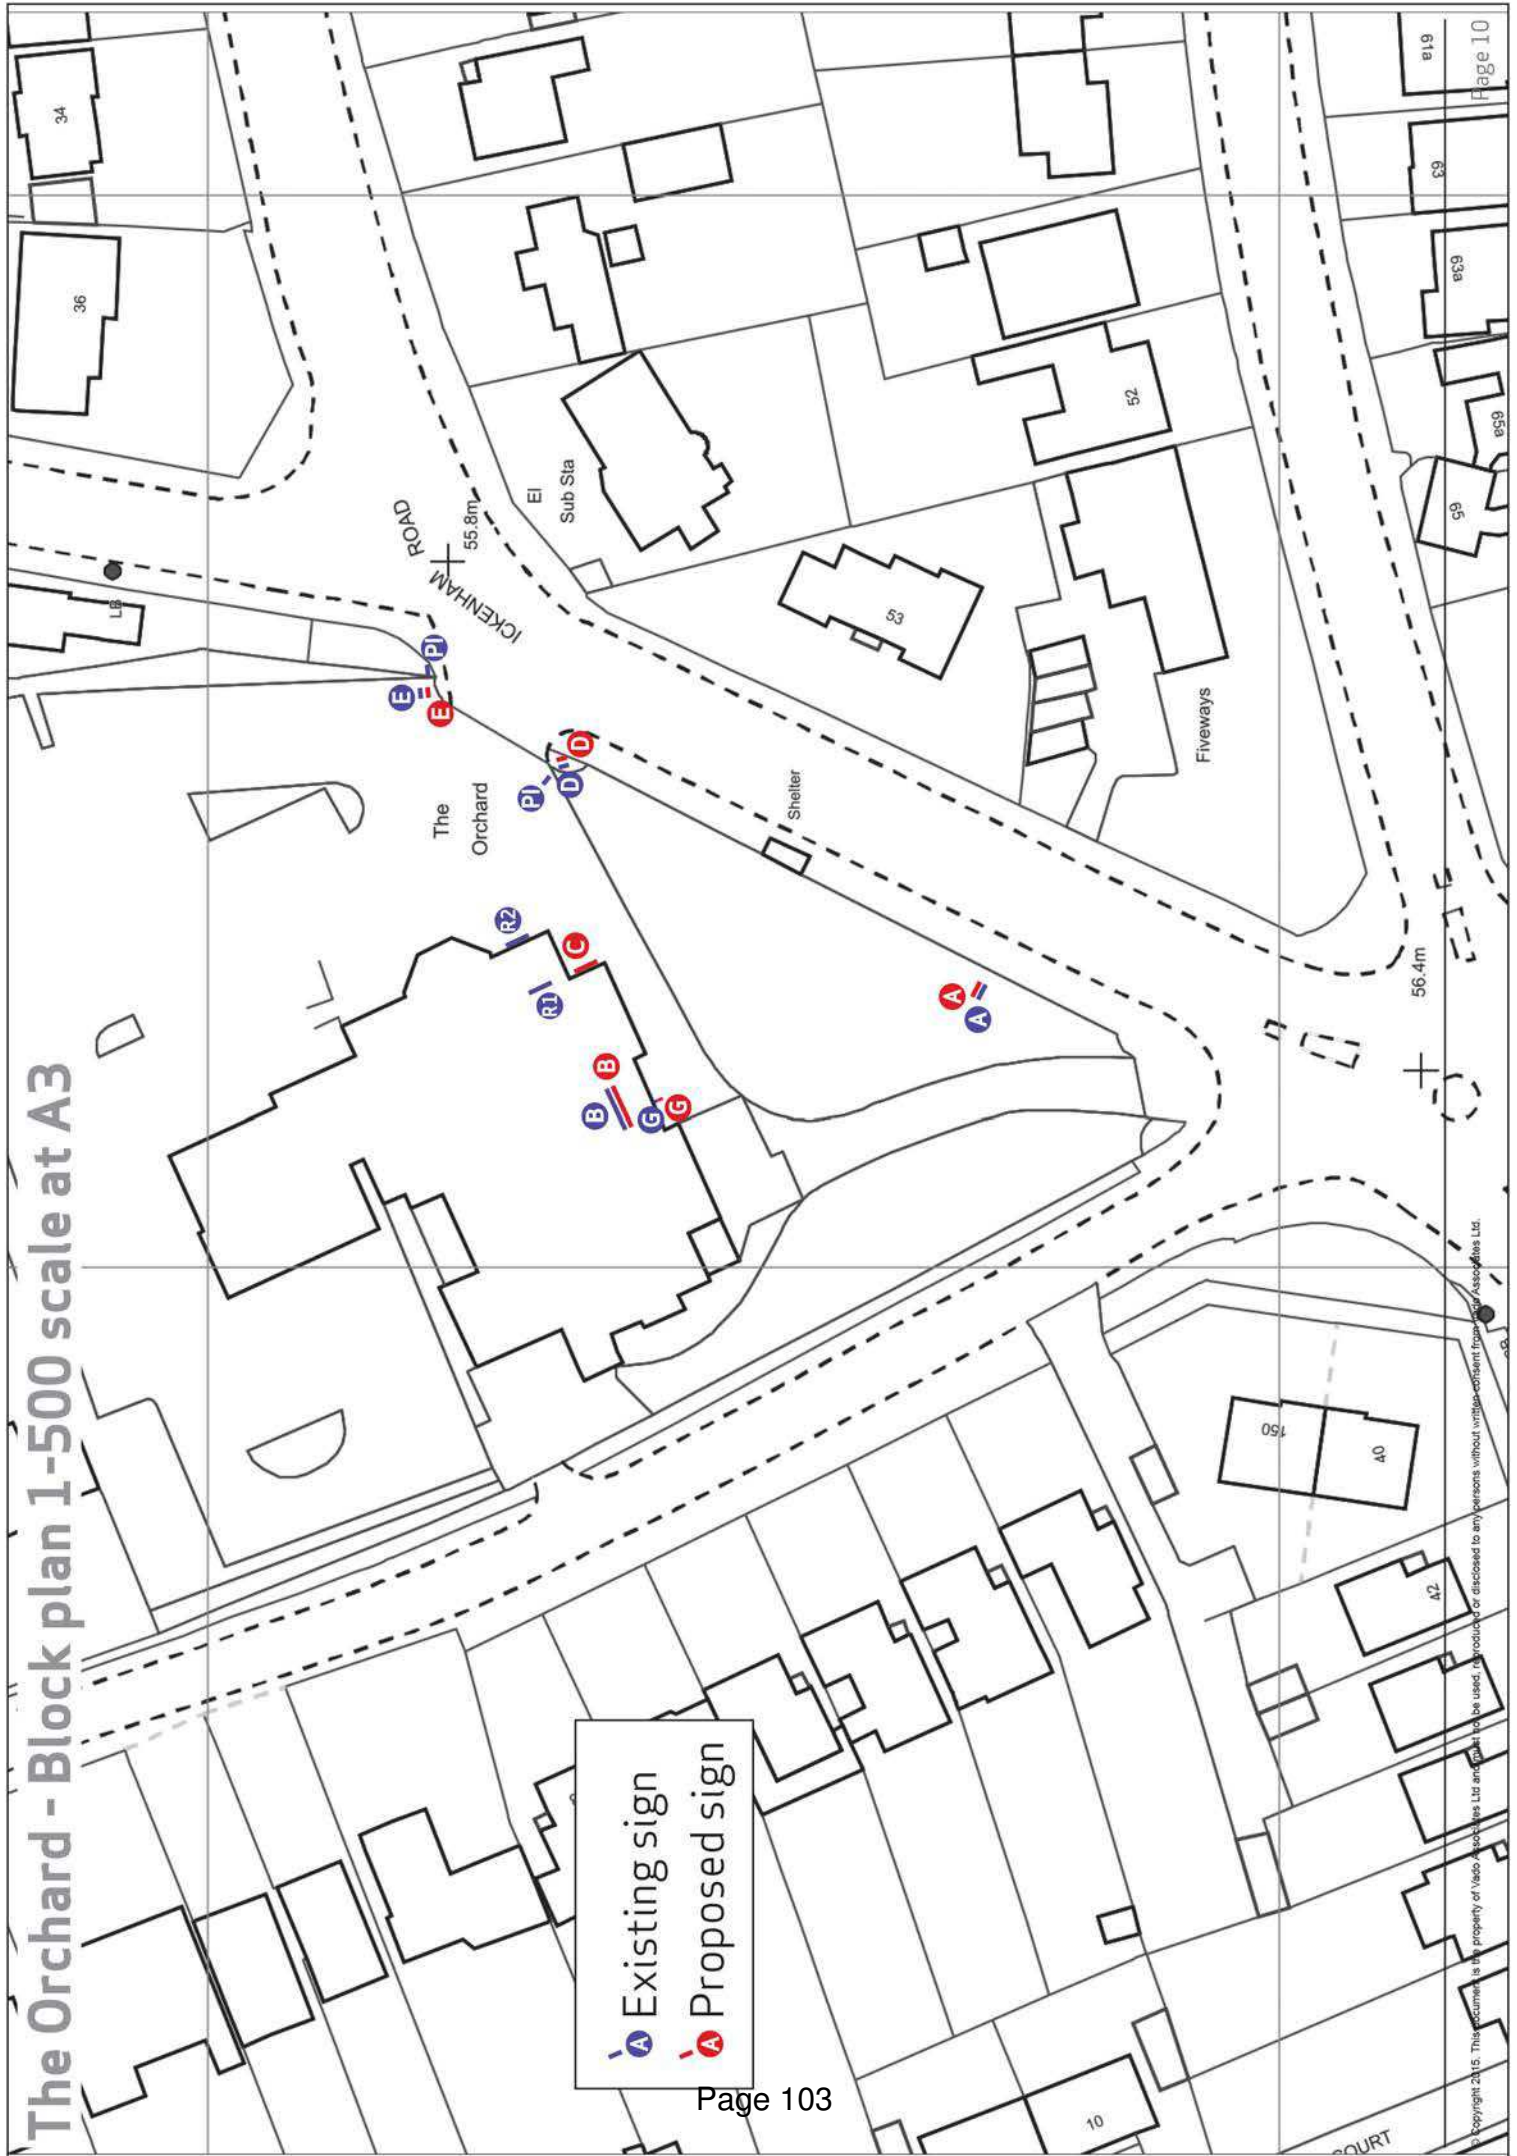 The Orchard - Block plan 1-500 scale at A3
34
36
LB
ICKENHAM ROAD
55.8m
El
Sub Sta
E
PI
E
D
PI
D
The
Orchard
Shelter
53
52
Fiveways
61a
63
63a
65a
65
R2
C
R1
B
B
G
G
A
A
56.4m
150
40
42
10
COURT
A Existing sign
A Proposed sign
© Copyright 2015. This document is the property of Vado Associates Ltd and must not be used, reproduced or disclosed to any persons without written consent from Vado Associates Ltd.
Page 10
Page 103